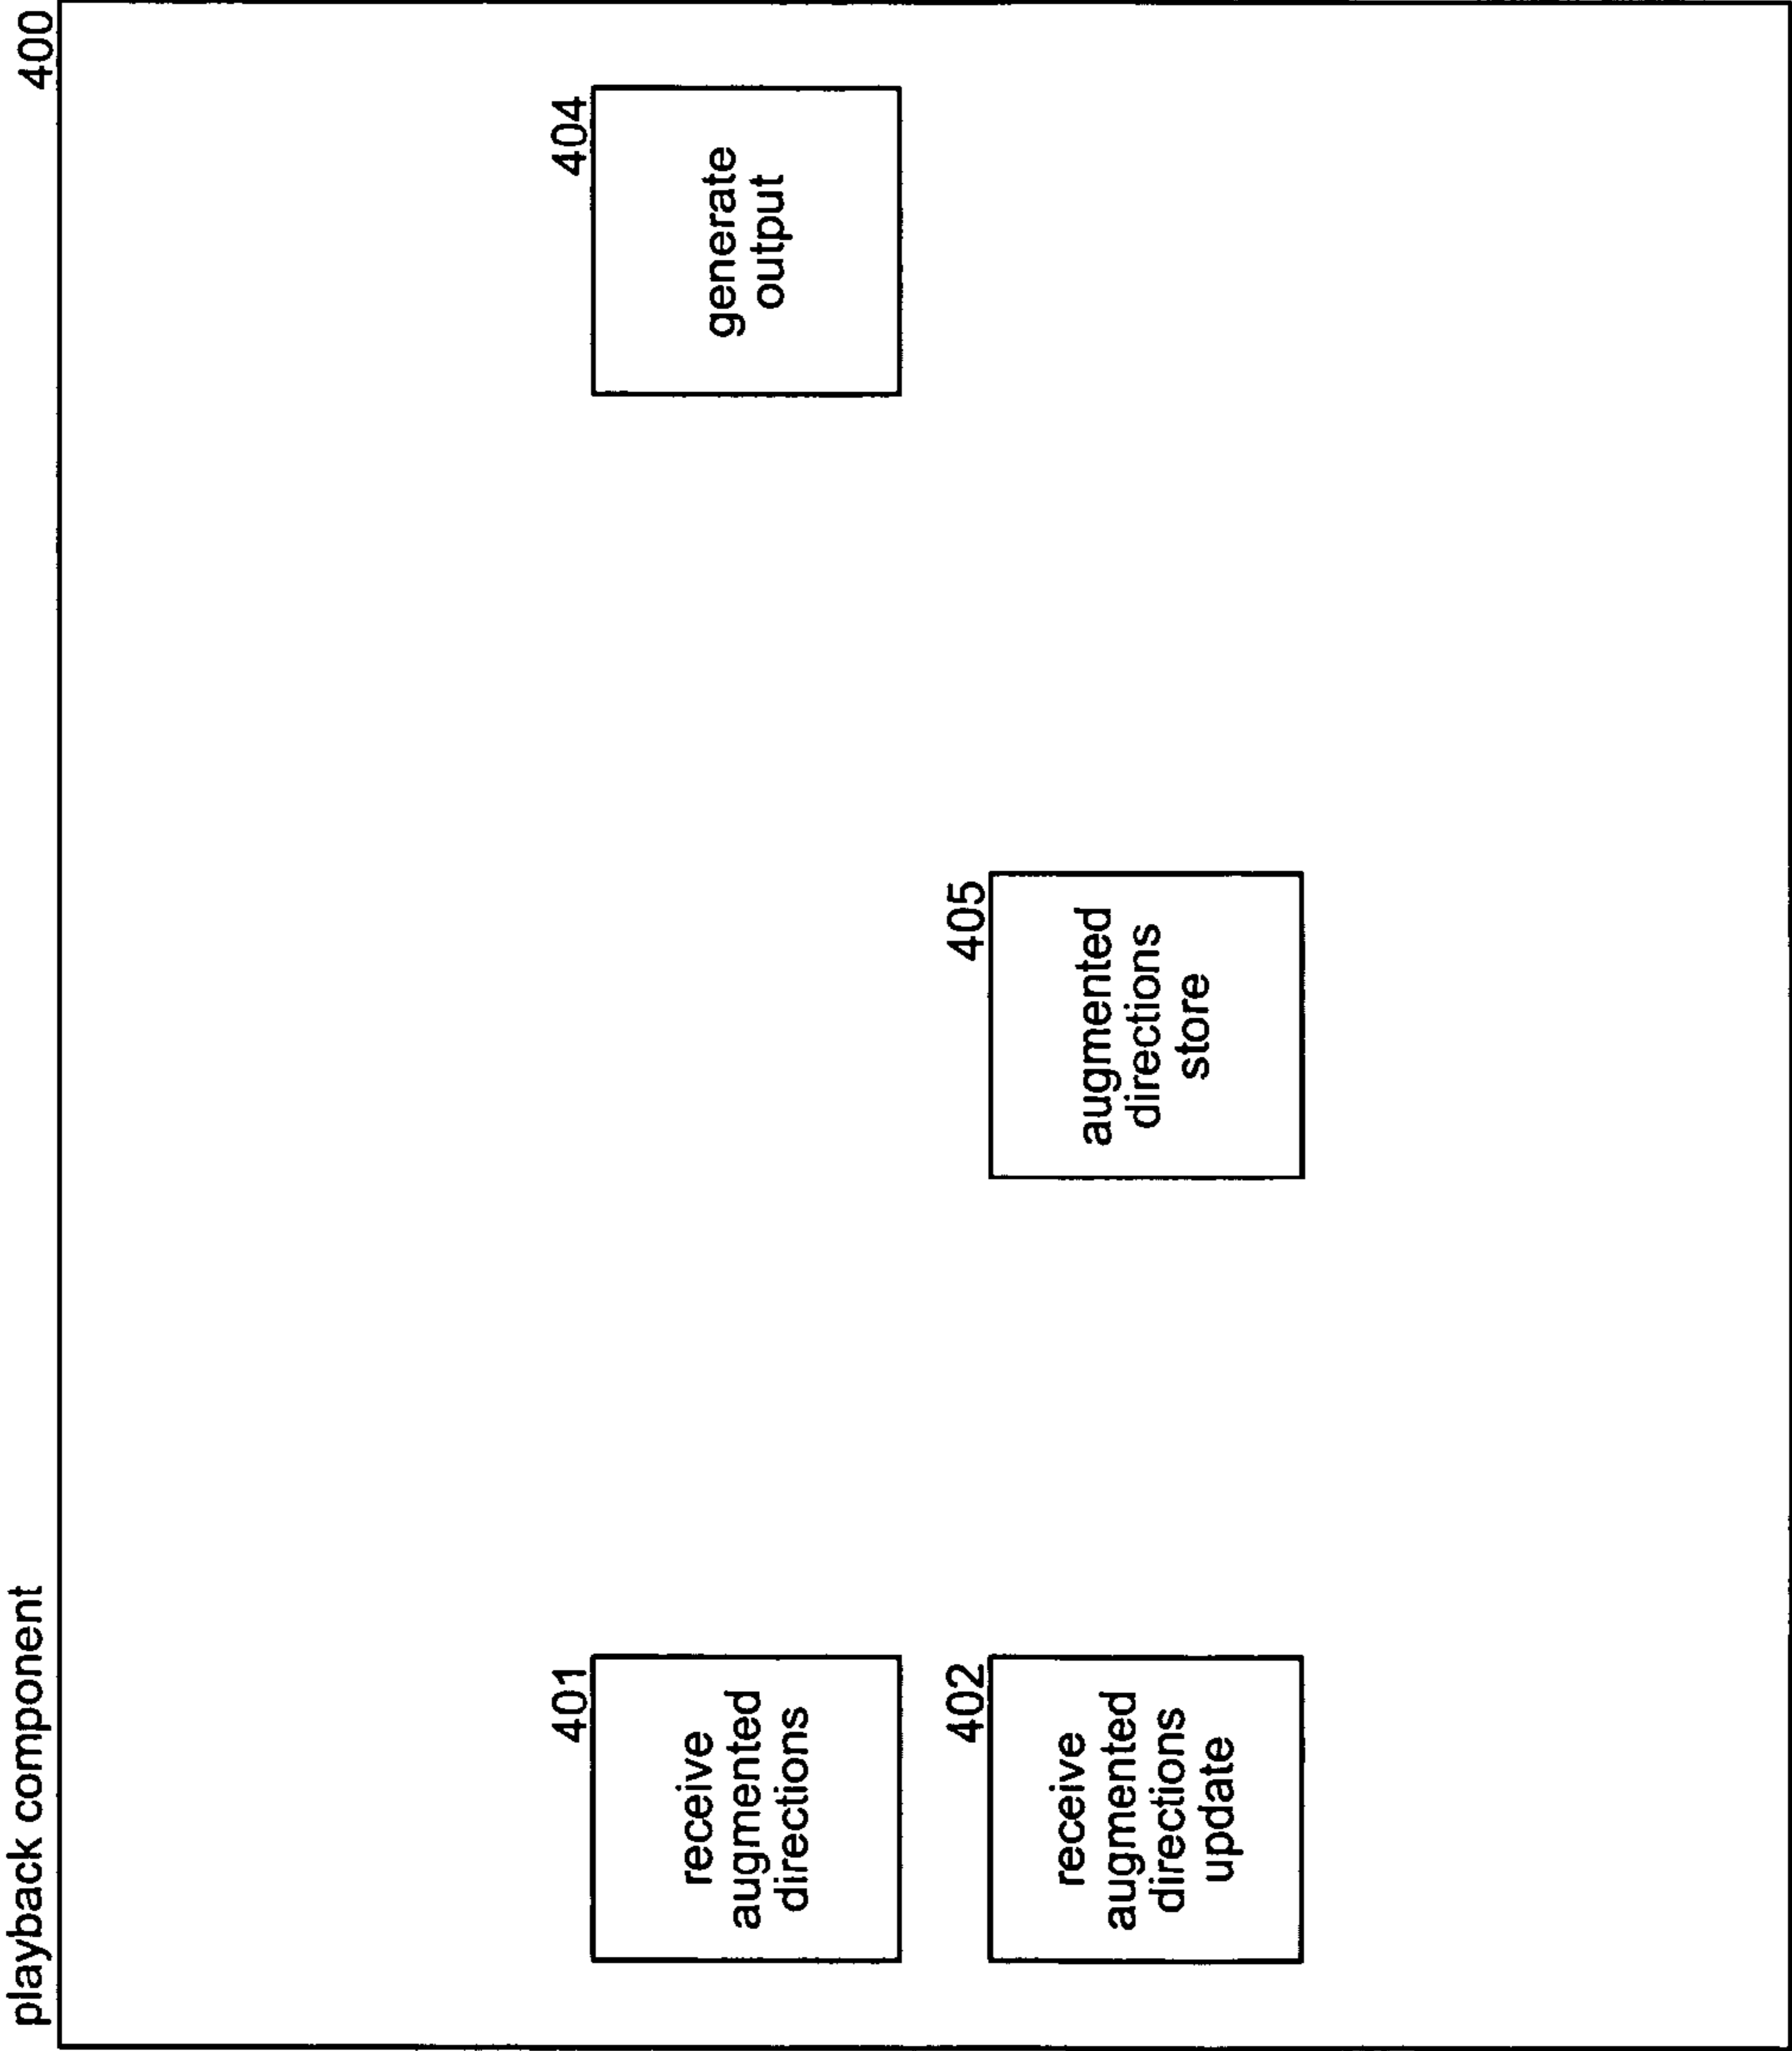 playback component
400
401
receive
augmented
directions
404
generate
output
402
receive
augmented
directions
update
405
augmented
directions
store